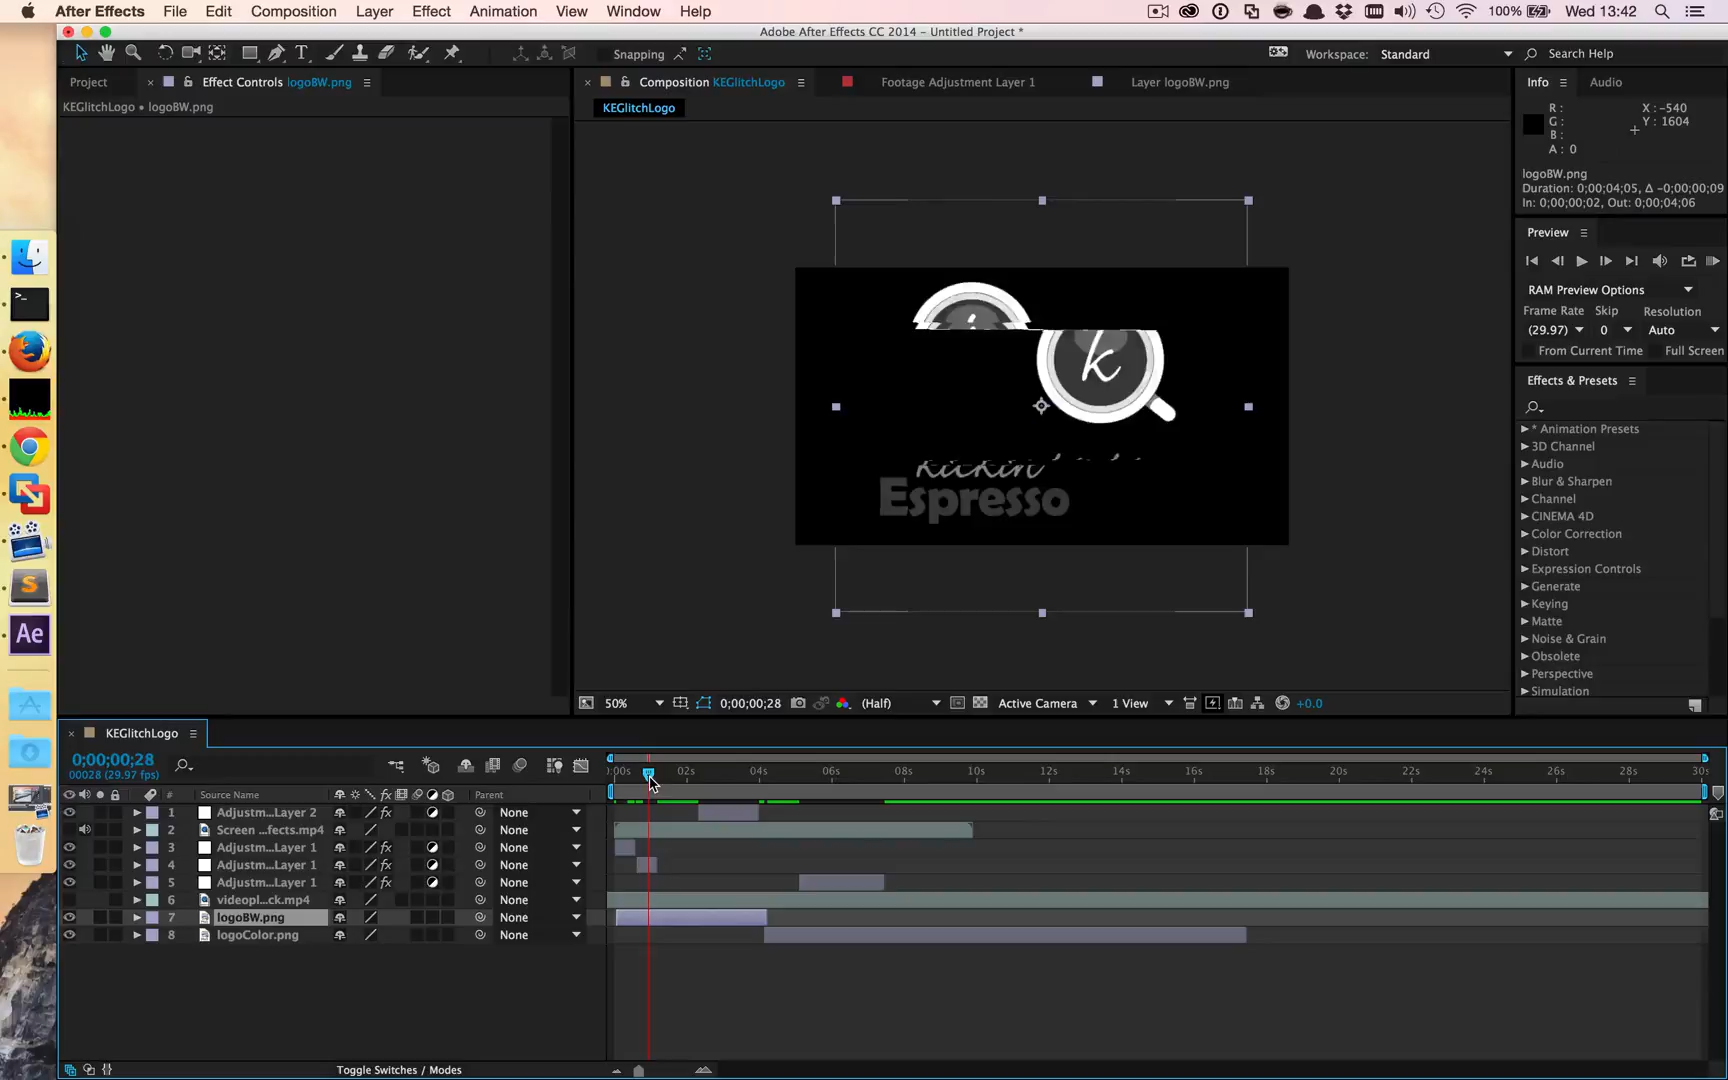 After Effects File Edit Composition Layer Effect Animation View Window Help 100% Wed 13:42
Adobe After Effects CC 2014 - Untitled Project *
Snapping Workspace: Standard Search Help
Project Effect Controls logoBW.png Composition KEGlitchLogo Footage Adjustment Layer 1 Layer logoBW.png Info Audio
KEGlitchLogo • logoBW.png KEGlitchLogo
R : X : -540
G : Y : 1604
B :
A : 0
logoBW.png
Duration: 0;00;04;05, Δ -0;00;00;09
In: 0;00;00;02, Out: 0;00;04;06
Preview
RAM Preview Options
Frame Rate Skip Resolution
(29.97) 0 Auto
From Current Time Full Screen
Effects & Presets
* Animation Presets
3D Channel
Audio
Blur & Sharpen
Channel
CINEMA 4D
Color Correction
Distort
Expression Controls
Generate
Keying
Matte
Noise & Grain
Obsolete
Perspective
Simulation
k
kickin
Espresso
Ae
50% 0;00;00;28 (Half) Active Camera 1 View +0.0
KEGlitchLogo
0;00;00;28
00028 (29.97 fps)
:00s 02s 04s 06s 08s 10s 12s 14s 16s 18s 20s 22s 24s 26s 28s 30s
# Source Name Parent
1 Adjustm...Layer 2 None
2 Screen ...fects.mp4 None
3 Adjustm...Layer 1 None
4 Adjustm...Layer 1 None
5 Adjustm...Layer 1 None
6 videopl...ck.mp4 None
7 logoBW.png None
8 logoColor.png None
Toggle Switches / Modes